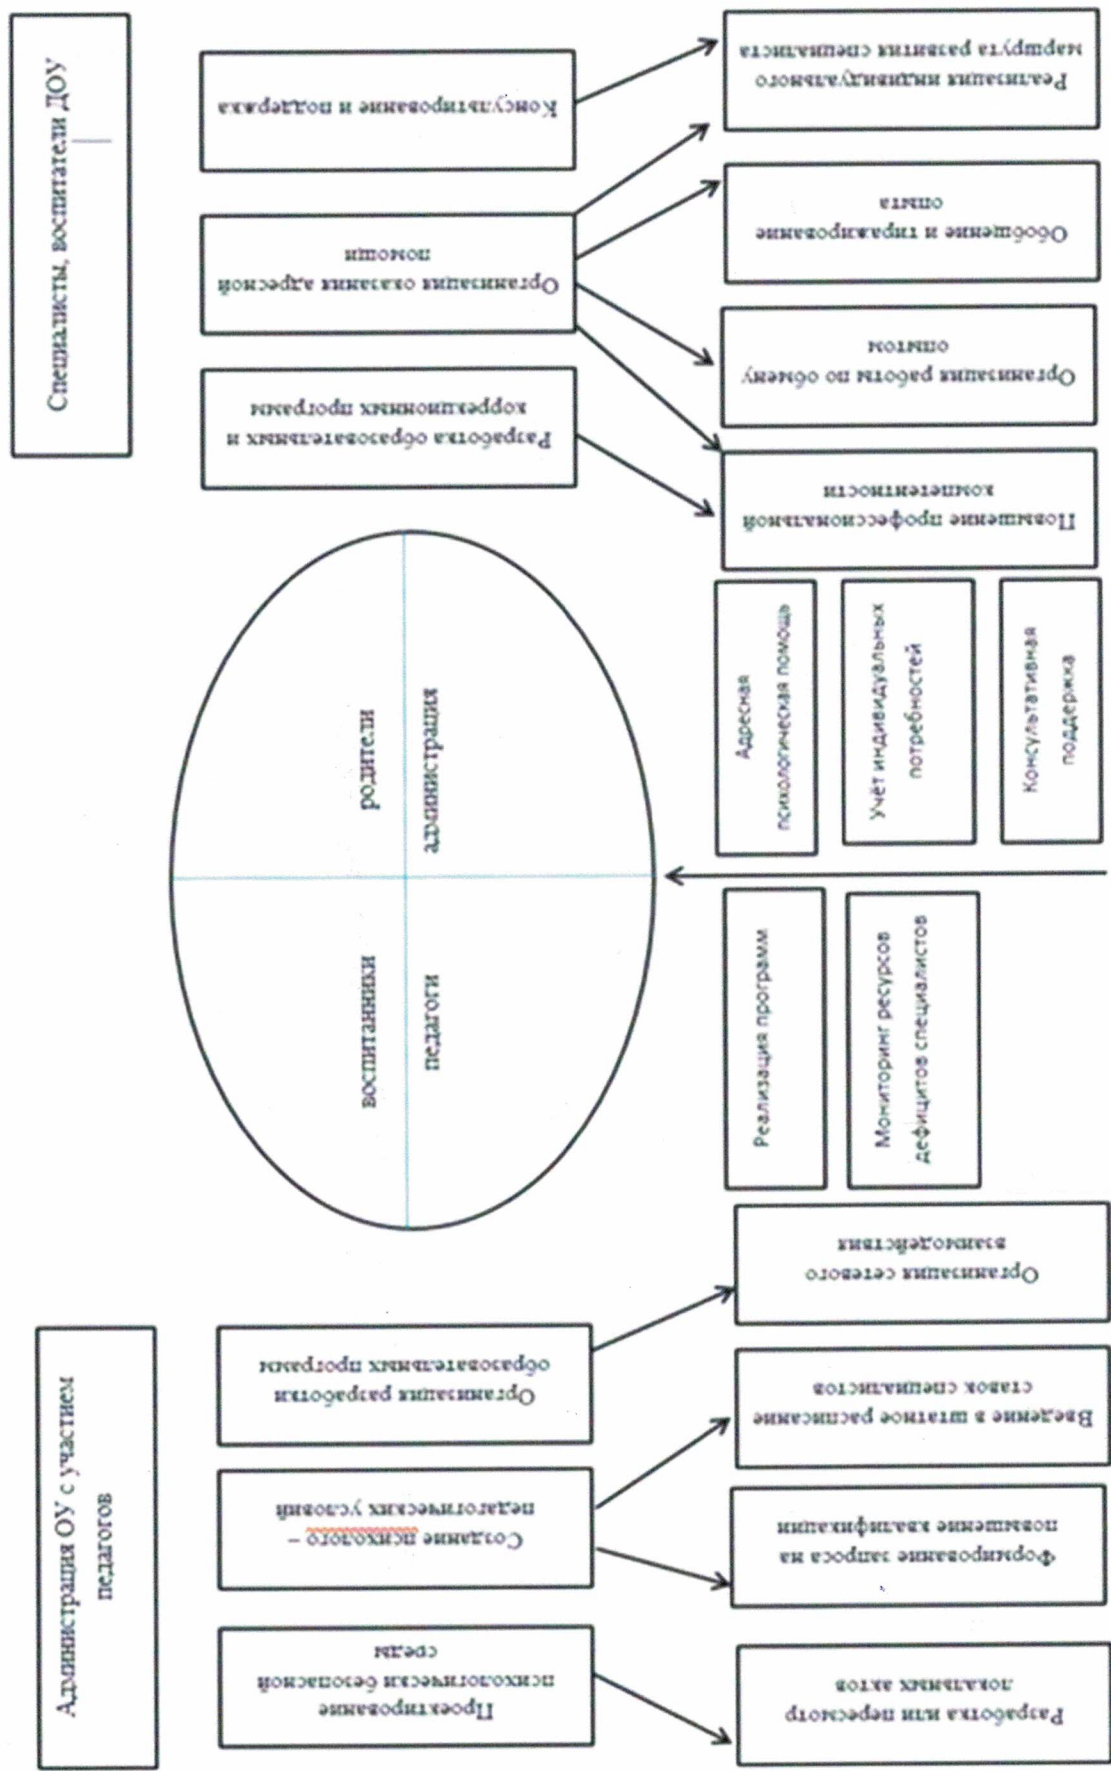 Администрация ОУ с участием
педагогов
Специалисты, воспитатели ДОУ
Проектирование
психологически безопасной
среды
Создание психолого –
педагогических условий
Организация разработки
образовательных программ
воспитанники
родители
педагоги
администрация
Разработка образовательных и
коррекционных программ
Организация оказания адресной
помощи
Консультирование и поддержка
Разработка или пересмотр
локальных актов
Формирование запроса на
повышение квалификации
Введение в штатное расписание
ставок специалистов
Организация сетевого
взаимодействия
Реализация программ
Мониторинг ресурсов
дефицитов специалистов
Адресная
психологическая помощь
Учёт индивидуальных
потребностей
Консультативная
поддержка
Повышение профессиональной
компетентности
Организация работы по обмену
опытом
Обобщение и тиражирование
опыта
Реализация индивидуального
маршрута развития специалиста